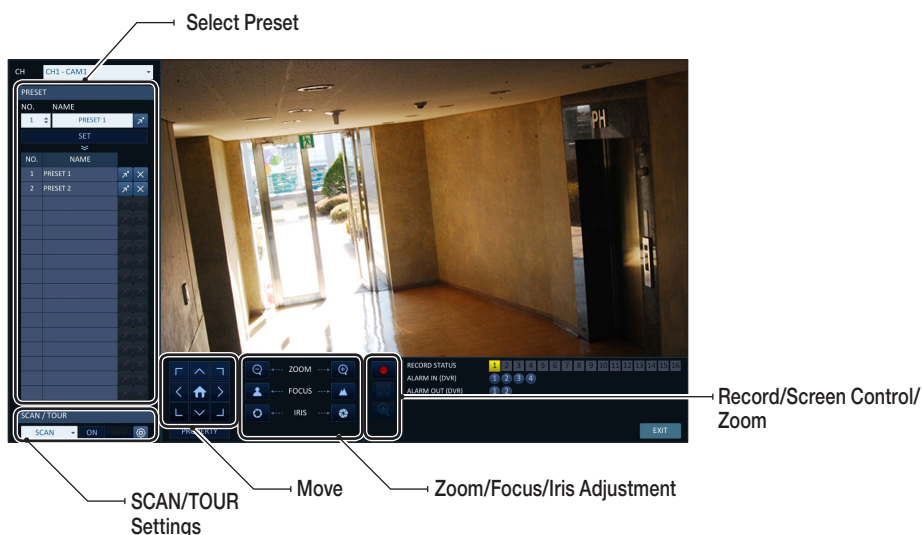 Select Preset
CH CH1 - CAM1
PRESET
NO. NAME
1 PRESET 1
SET
NO. NAME
1 PRESET 1
2 PRESET 2
PH
SCAN / TOUR
SCAN ON
ZOOM
FOCUS
IRIS
PROPERTY
RECORD STATUS 1 2 3 4 5 6 7 8 9 10 11 12 13 14 15 16
ALARM IN (DVR) 1 2 3 4
ALARM OUT (DVR) 1 2
EXIT
Record/Screen Control/
Zoom
SCAN/TOUR
Settings
Move
Zoom/Focus/Iris Adjustment